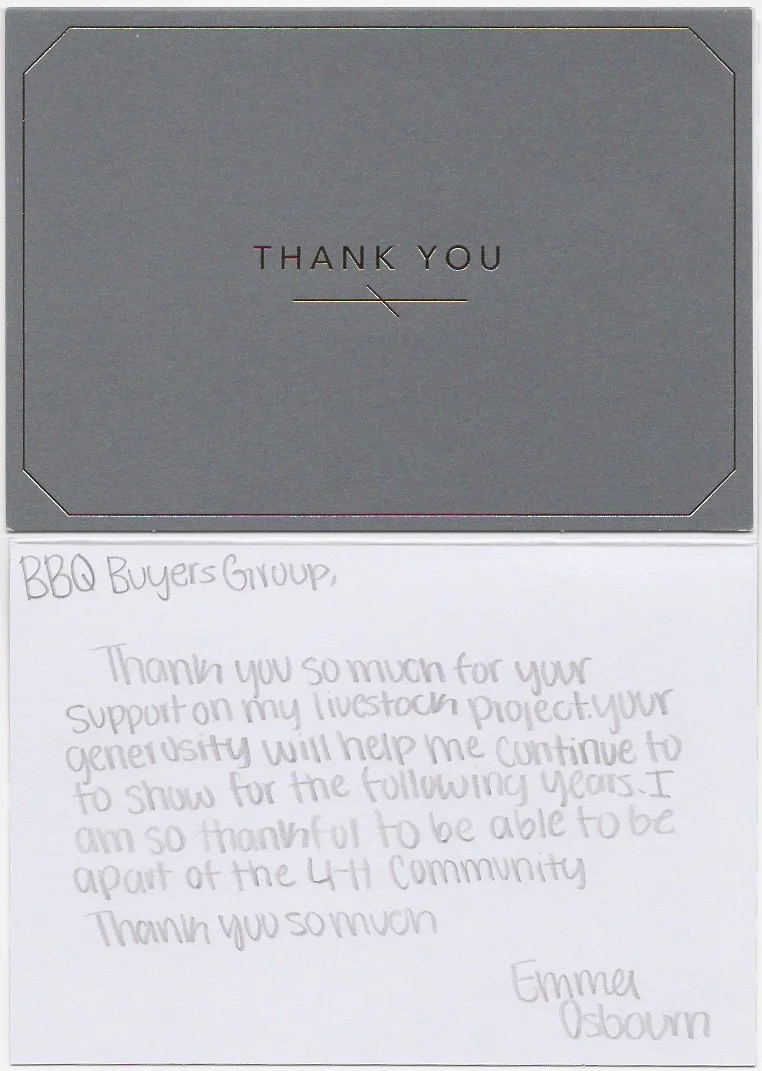 THANK YOU
BBQ Buyers Group,
Thank you so much for your
support on my livestock project. your
generosity will help me continue to
to show for the following years. I
am so thankful to be able to be
apart of the 4-H Community
Thank you so much
Emma
Osbourn